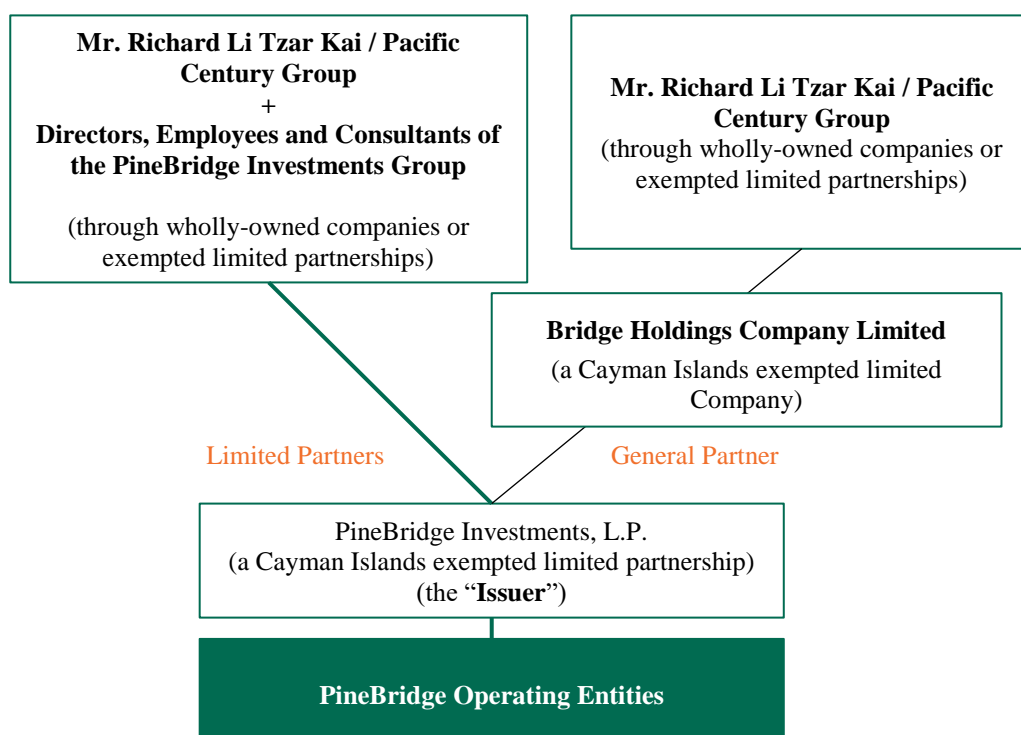 Mr. Richard Li Tzar Kai / Pacific
Century Group
+
Directors, Employees and Consultants of
the PineBridge Investments Group
(through wholly-owned companies or
exempted limited partnerships)
Mr. Richard Li Tzar Kai / Pacific
Century Group
(through wholly-owned companies or
exempted limited partnerships)
Bridge Holdings Company Limited
(a Cayman Islands exempted limited
Company)
Limited Partners
General Partner
PineBridge Investments, L.P.
(a Cayman Islands exempted limited partnership)
(the “Issuer”)
PineBridge Operating Entities